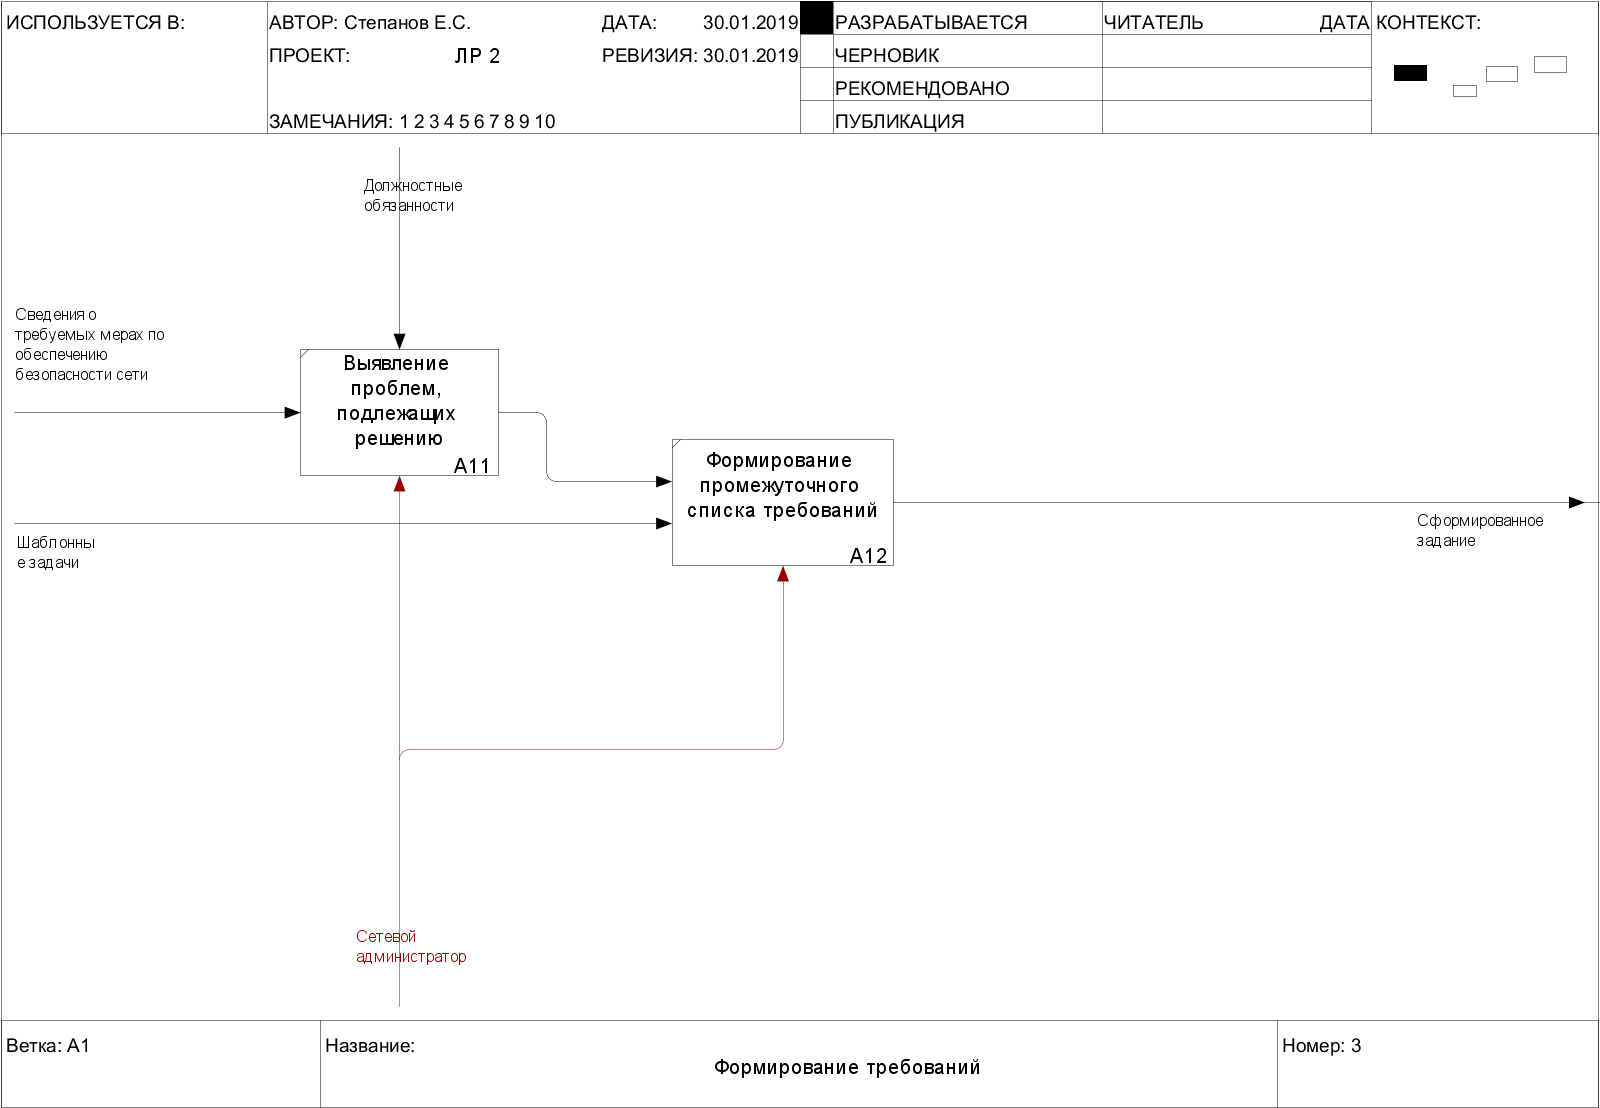 ИСПОЛЬЗУЕТСЯ В:
АВТОР: Степанов Е.С.
ДАТА: 30.01.2019
РАЗРАБАТЫВАЕТСЯ
ЧИТАТЕЛЬ
ДАТА
КОНТЕКСТ:
ПРОЕКТ: ЛР 2
РЕВИЗИЯ: 30.01.2019
ЧЕРНОВИК
РЕКОМЕНДОВАНО
ЗАМЕЧАНИЯ: 1 2 3 4 5 6 7 8 9 10
ПУБЛИКАЦИЯ
Должностные
обязанности
Сведения о
требуемых мерах по
обеспечению
безопасности сети
Выявление
проблем,
подлежащих
решению
A11
Формирование
промежуточного
списка требований
A12
Шаблонны
е задачи
Сформированное
задание
Сетевой
администратор
Ветка: A1
Название:
Формирование требований
Номер: 3